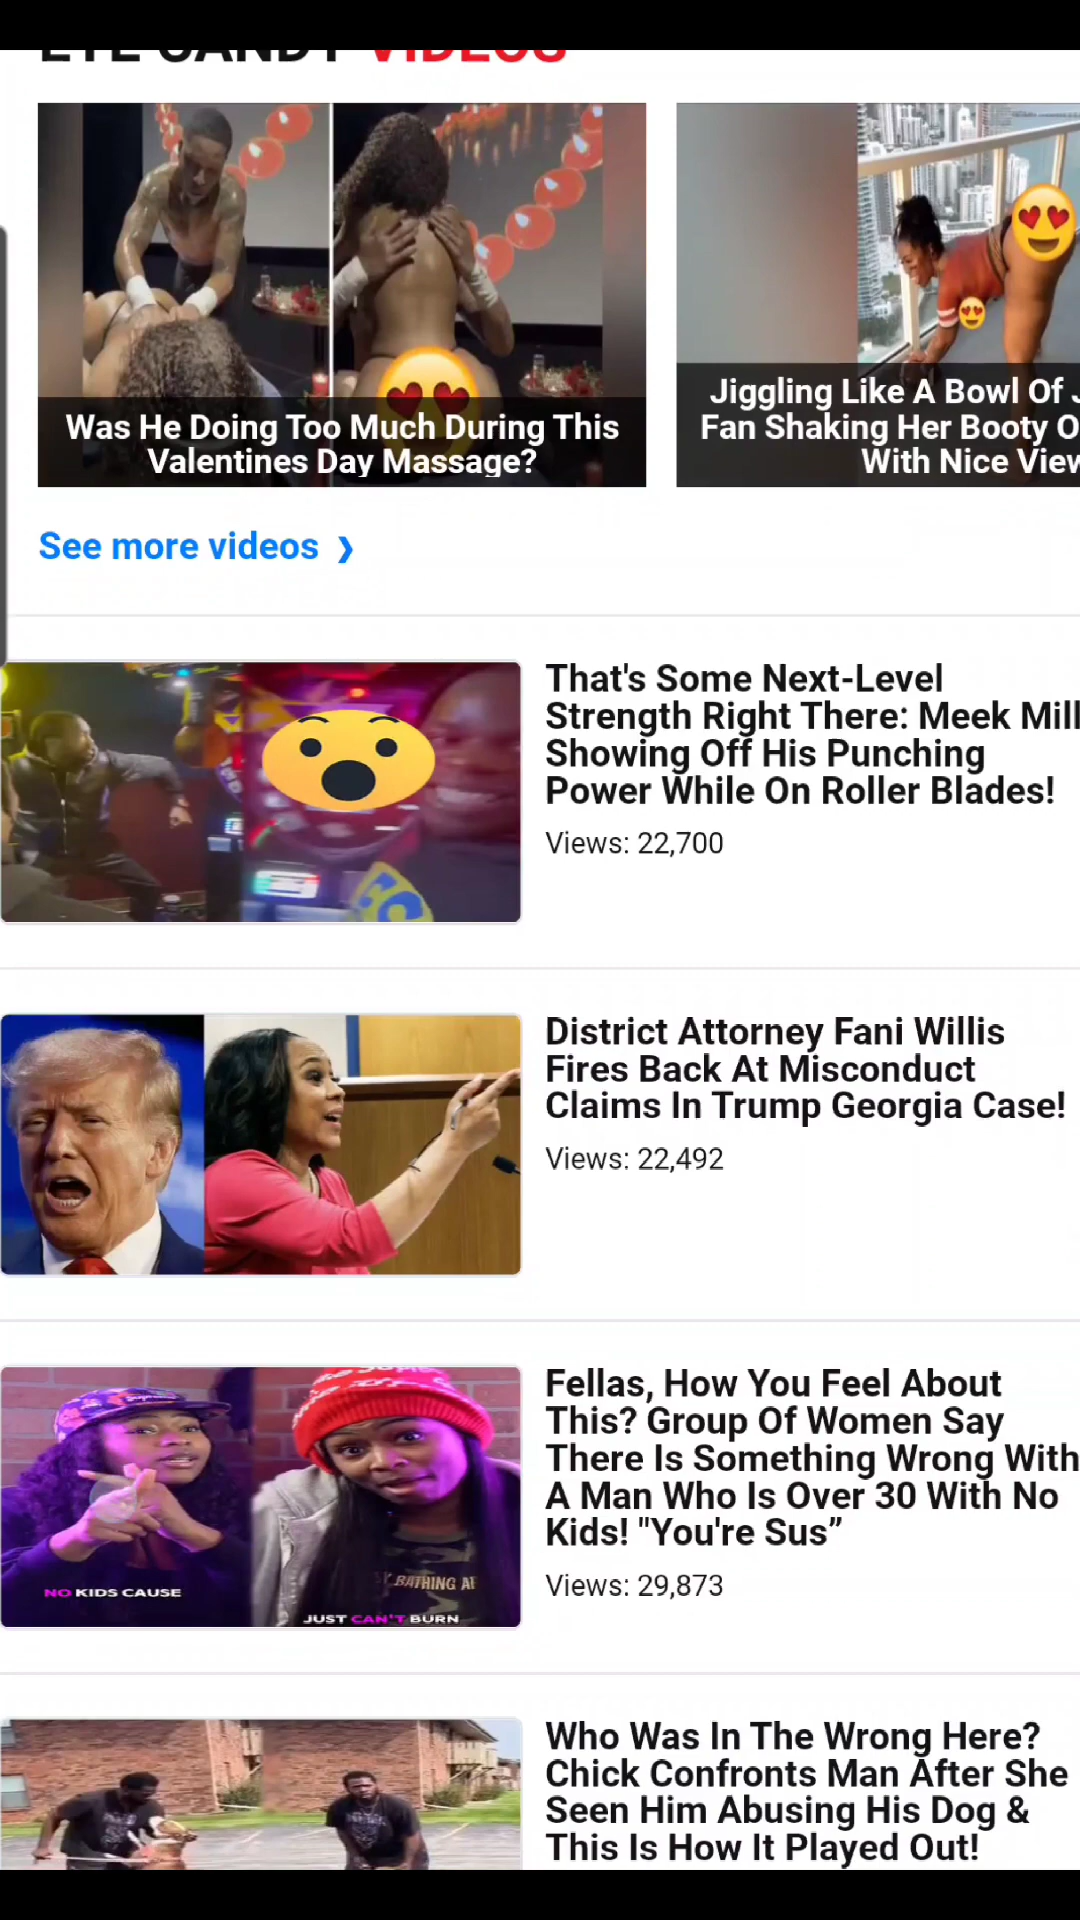 EYE CANDY VIDEOS
Was He Doing Too Much During This
Valentines Day Massage?
Jiggling Like A Bowl Of
Fan Shaking Her Booty
With Nice View
See more videos ❯
That's Some Next-Level
Strength Right There: Meek Mill
Showing Off His Punching
Power While On Roller Blades!
Views: 22,700
District Attorney Fani Willis
Fires Back At Misconduct
Claims In Trump Georgia Case!
Views: 22,492
Fellas, How You Feel About
This? Group Of Women Say
There Is Something Wrong With
A Man Who Is Over 30 With No
Kids! "You're Sus”
Views: 29,873
NO KIDS CAUSE
BATHING
JUST CAN'T BURN
Who Was In The Wrong Here?
Chick Confronts Man After She
Seen Him Abusing His Dog &
This Is How It Played Out!